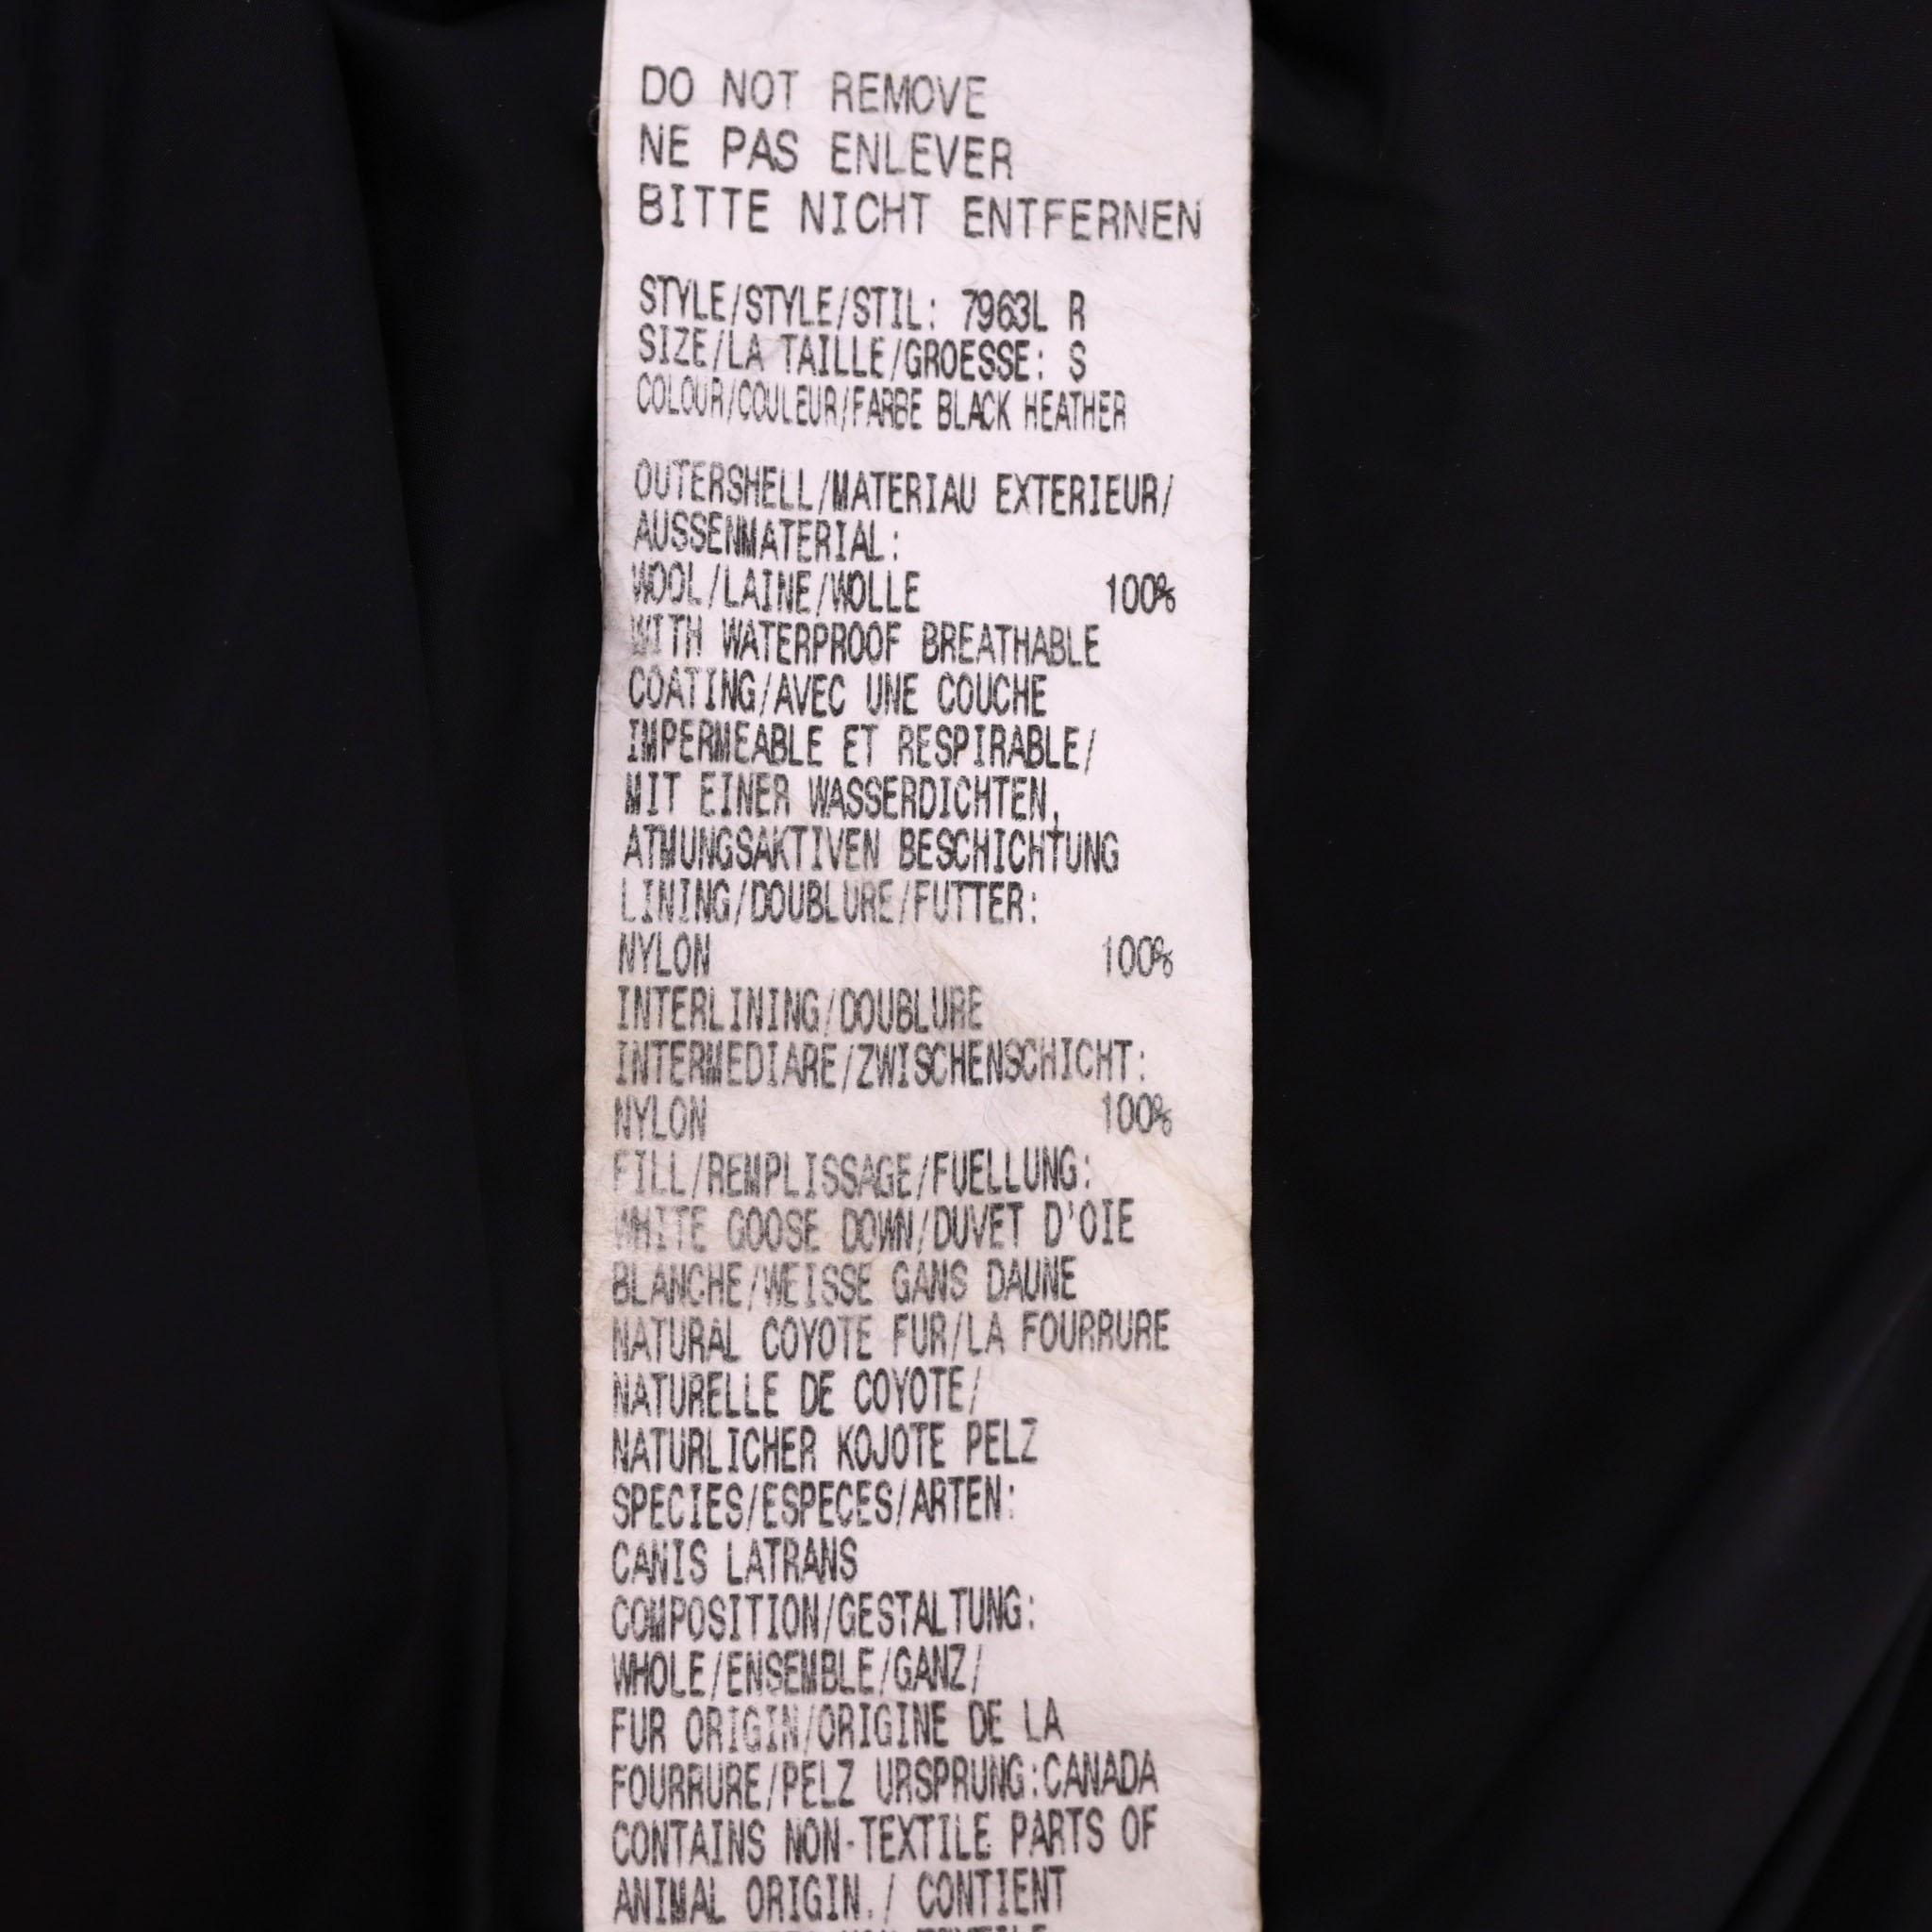 DO NOT REMOVE
NE PAS ENLEVER
BITTE NICHT ENTFERNEN
STYLE/STYLE/STIL: 7963L R
SIZE/LA TAILLE/GROESSE: S
COLOUR/COULEUR/FARBE BLACK HEATHER
OUTERSHELL/MATERIAU EXTERIEUR/
AUSSENMATERIAL:
WOOL/LAINE/WOLLE 100%
WITH WATERPROOF BREATHABLE
COATING/AVEC UNE COUCHE
IMPERMEABLE ET RESPIRABLE/
MIT EINER WASSERDICHTEN,
ATMUNGSAKTIVEN BESCHICHTUNG
LINING/DOUBLURE/FUTTER:
NYLON 100%
INTERLINING/DOUBLURE
INTERMEDIARE/ZWISCHENSCHICHT:
NYLON 100%
FILL/REMPLISSAGE/FUELLUNG:
WHITE GOOSE DOWN/DUVET D'OIE
BLANCHE/WEISSE GANS DAUNE
NATURAL COYOTE FUR/LA FOURRURE
NATURELLE DE COYOTE/
NATURLICHER KOJOTE PELZ
SPECIES/ESPECES/ARTEN:
CANIS LATRANS
COMPOSITION/GESTALTUNG:
WHOLE/ENSEMBLE/GANZ/
FUR ORIGIN/ORIGINE DE LA
FOURRURE/PELZ URSPRUNG:CANADA
CONTAINS NON-TEXTILE PARTS OF
ANIMAL ORIGIN./ CONTIENT